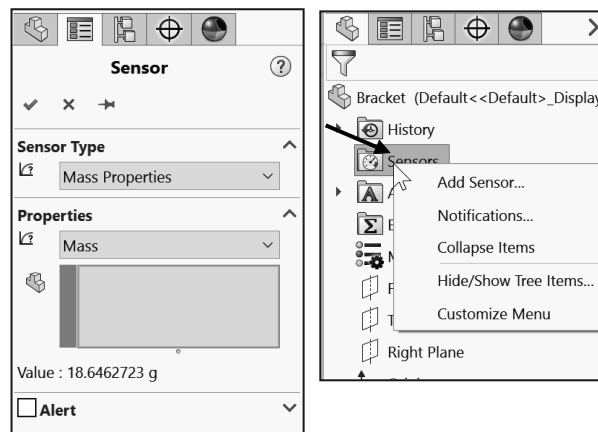 Sensor
?
Sensor Type
Mass Properties
Properties
Mass
Value : 18.6462723 g
Alert
Bracket (Default<<Default>_Display
History
Sensors
Add Sensor...
Notifications...
Collapse Items
Hide/Show Tree Items...
Customize Menu
Right Plane